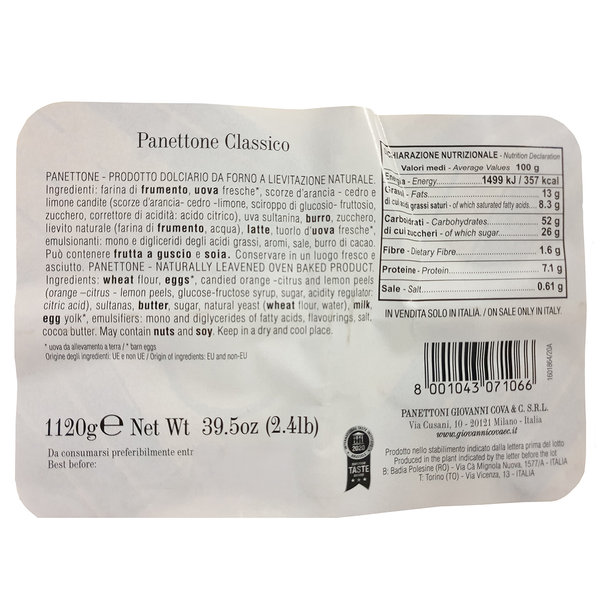 Panettone Classico
PANETTONE - PRODOTTO DOLCIARIO DA FORNO A LIEVITAZIONE NATURALE.
Ingredienti: farina di frumento, uova fresche*, scorze d'arancia - cedro e
limone candite (scorze d'arancia- cedro -limone, sciroppo di glucosio- fruttosio,
zucchero, correttore di acidità: acido citrico), uva sultanina, burro, zucchero,
lievito naturale (farina di frumento, acqua), latte, tuorlo d'uova fresche*,
emulsionanti: mono e digliceridi degli acidi grassi, aromi, sale, burro di cacao.
Può contenere frutta a guscio e soia. Conservare in un luogo fresco e
asciutto. PANETTONE - NATURALLY LEAVENED OVEN BAKED PRODUCT.
Ingredients: wheat flour, eggs*, candied orange -citron and lemon peels
(orange –citrus - lemon peels, glucose-fructose syrup, sugar, acidity regulator:
citric acid), sultanas, butter, sugar, natural yeast (wheat flour, water), milk,
egg yolk*, emulsifiers: mono and diglycerides of fatty acids, flavourings, salt,
cocoa butter. May contain nuts and soy. Keep in a dry and cool place.
* uova da allevamento a terra / * barn eggs
Origine degli ingredienti: UE e non UE / Origin of ingredients: EU and non-EU
1120g e Net Wt 39.5oz (2.4lb)
Da consumarsi preferibilmente entr
Best before:
2020
TASTE
CHIARAZIONE NUTRIZIONALE - Nutrition Declaration
Valori medi - Average Values 100 g
Energia - Energy 1499 kJ / 357 kcal
Grassi - Fats 13 g
di cui acidi grassi saturi - of which saturated fatty acids 8.3 g
Carboidrati - Carbohydrates 52 g
di cui zuccheri - of which sugar 26 g
Fibre - Dietary Fibre 1.6 g
Proteine - Protein 7.1 g
Sale - Salt 0.61 g
IN VENDITA SOLO IN ITALIA. / ON SALE ONLY IN ITALY.
1601864/20A
8 001043 071066
PANETTONI GIOVANNI COVA & C. S.R.L.
Via Cusani, 10 - 20121 Milano - Italia
www.giovannicovaec.it
Prodotto nello stabilimento indicato dalla lettera prima del lotto
Produced in the plant indicated by the letter before the lot
B: Badia Polesine (RO) - Via Cà Mignola Nuova, 1577/A - ITALIA
T: Torino (TO) - Via Vicenza, 13 - ITALIA